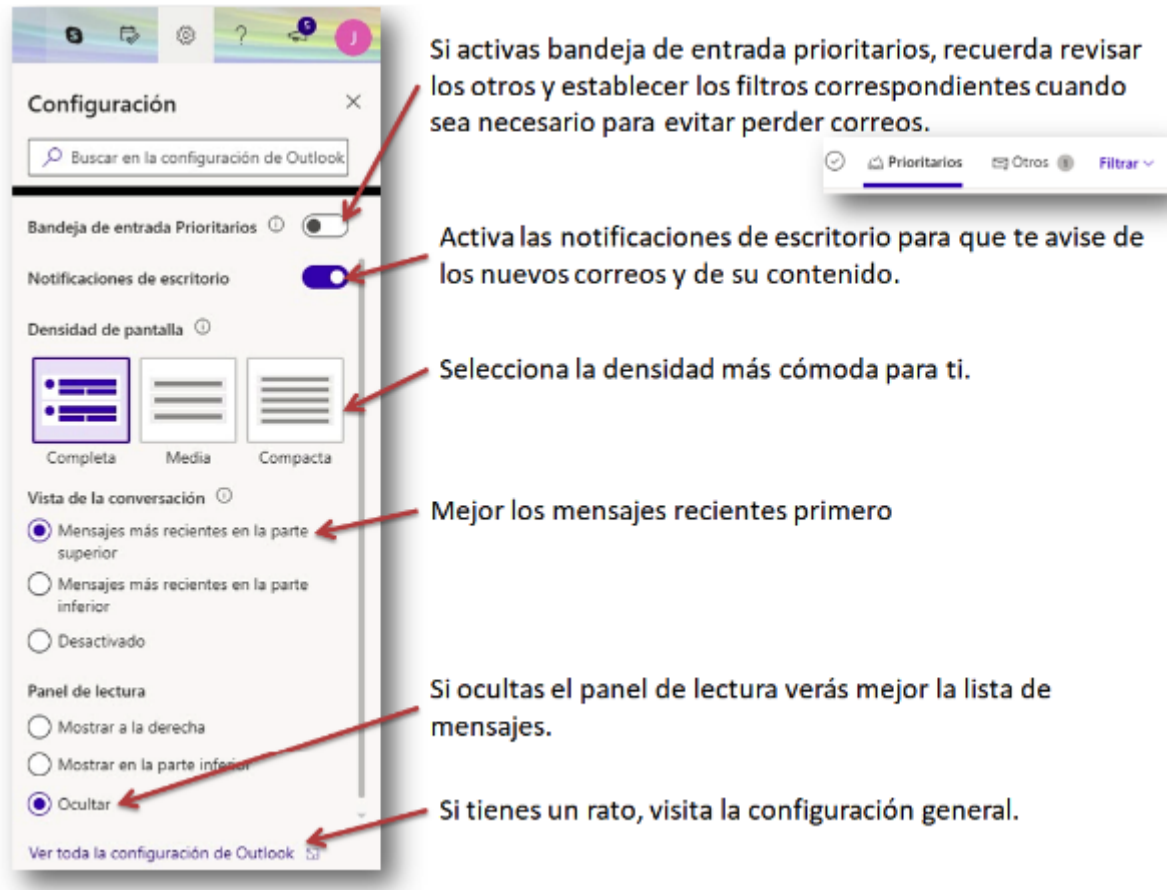 5
J
Configuración
Buscar en la configuración de Outlook
Bandeja de entrada Prioritarios
Notificaciones de escritorio
Densidad de pantalla
Completa Media Compacta
Vista de la conversación
Mensajes más recientes en la parte
superior
Mensajes más recientes en la parte
inferior
Desactivado
Panel de lectura
Mostrar a la derecha
Mostrar en la parte inferior
Ocultar
Ver toda la configuración de Outlook
Si activas bandeja de entrada prioritarios, recuerda revisar
los otros y establecer los filtros correspondientes cuando
sea necesario para evitar perder correos.
Prioritarios Otros 1 Filtrar
Activa las notificaciones de escritorio para que te avise de
los nuevos correos y de su contenido.
Selecciona la densidad más cómoda para ti.
Mejor los mensajes recientes primero
Si ocultas el panel de lectura verás mejor la lista de
mensajes.
Si tienes un rato, visita la configuración general.